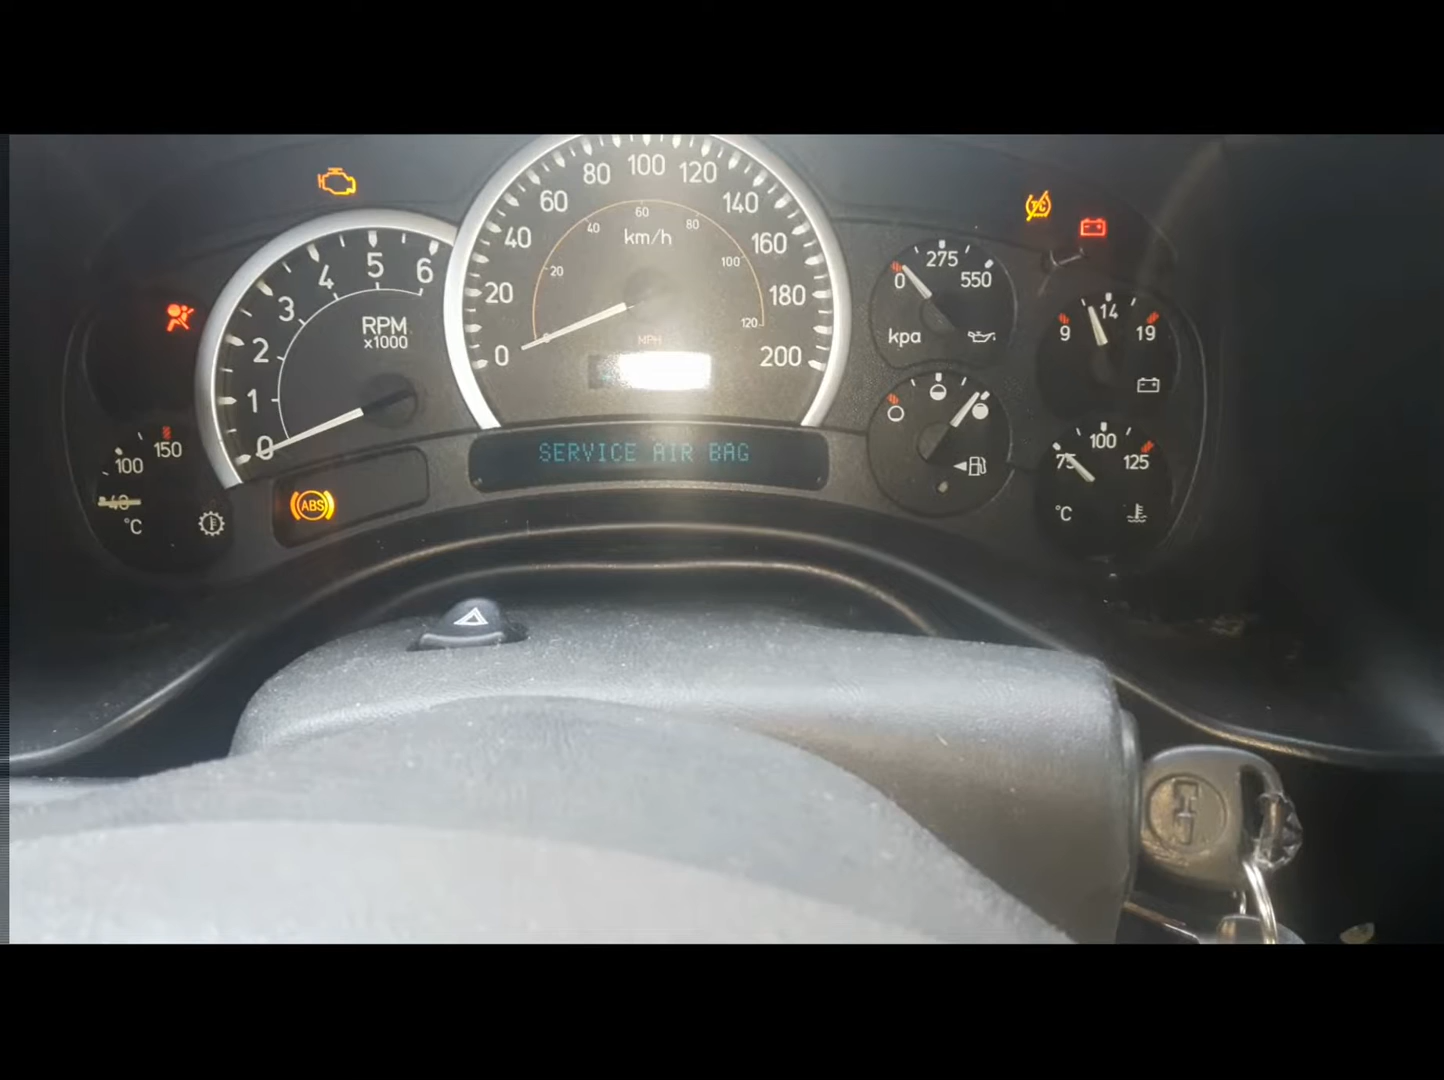 T/C
80 100 120
60 140
40 160
20 180
0 200
20 40 60 80 100 120
0
km/h
MPH
0 1 2 3 4 5 6
RPM
x1000
0 275 550
kpa
9 14 19
100 150
40
°C
75 100 125
°C
ABS
SERVICE AIR BAG